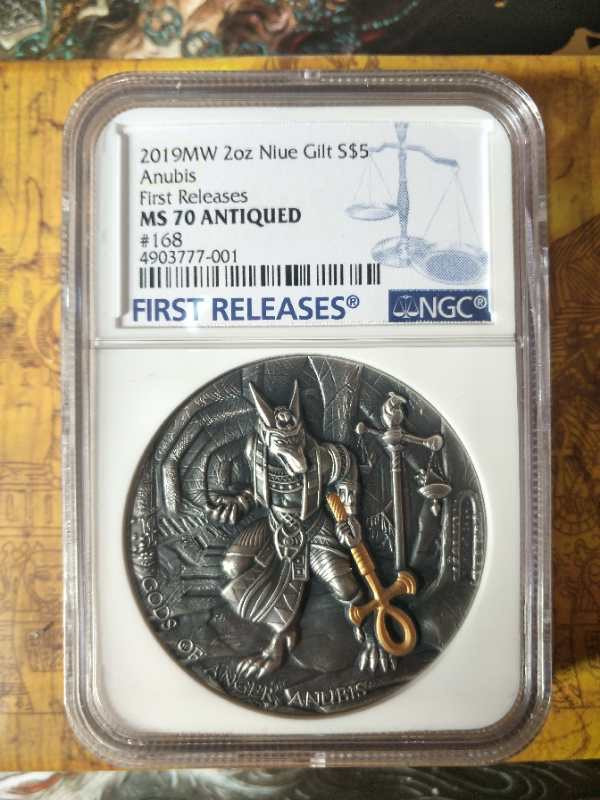 2019MW 2oz Niue Gilt S$5
Anubis
First Releases
MS 70 ANTIQUED
#168
4903777-001
FIRST RELEASES®
NGC®
GODS OF ANGER ANUBIS